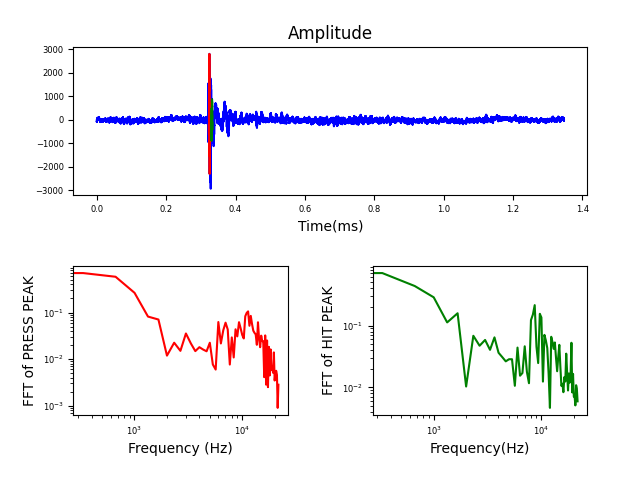 Amplitude
3000
2000
1000
0
−1000
−2000
−3000
0.0 0.2 0.4 0.6 0.8 1.0 1.2 1.4
Time(ms)
FFT of PRESS PEAK
10⁻¹
10⁻²
10⁻³
10³ 10⁴
Frequency (Hz)
FFT of HIT PEAK
10⁻¹
10⁻²
10³ 10⁴
Frequency(Hz)